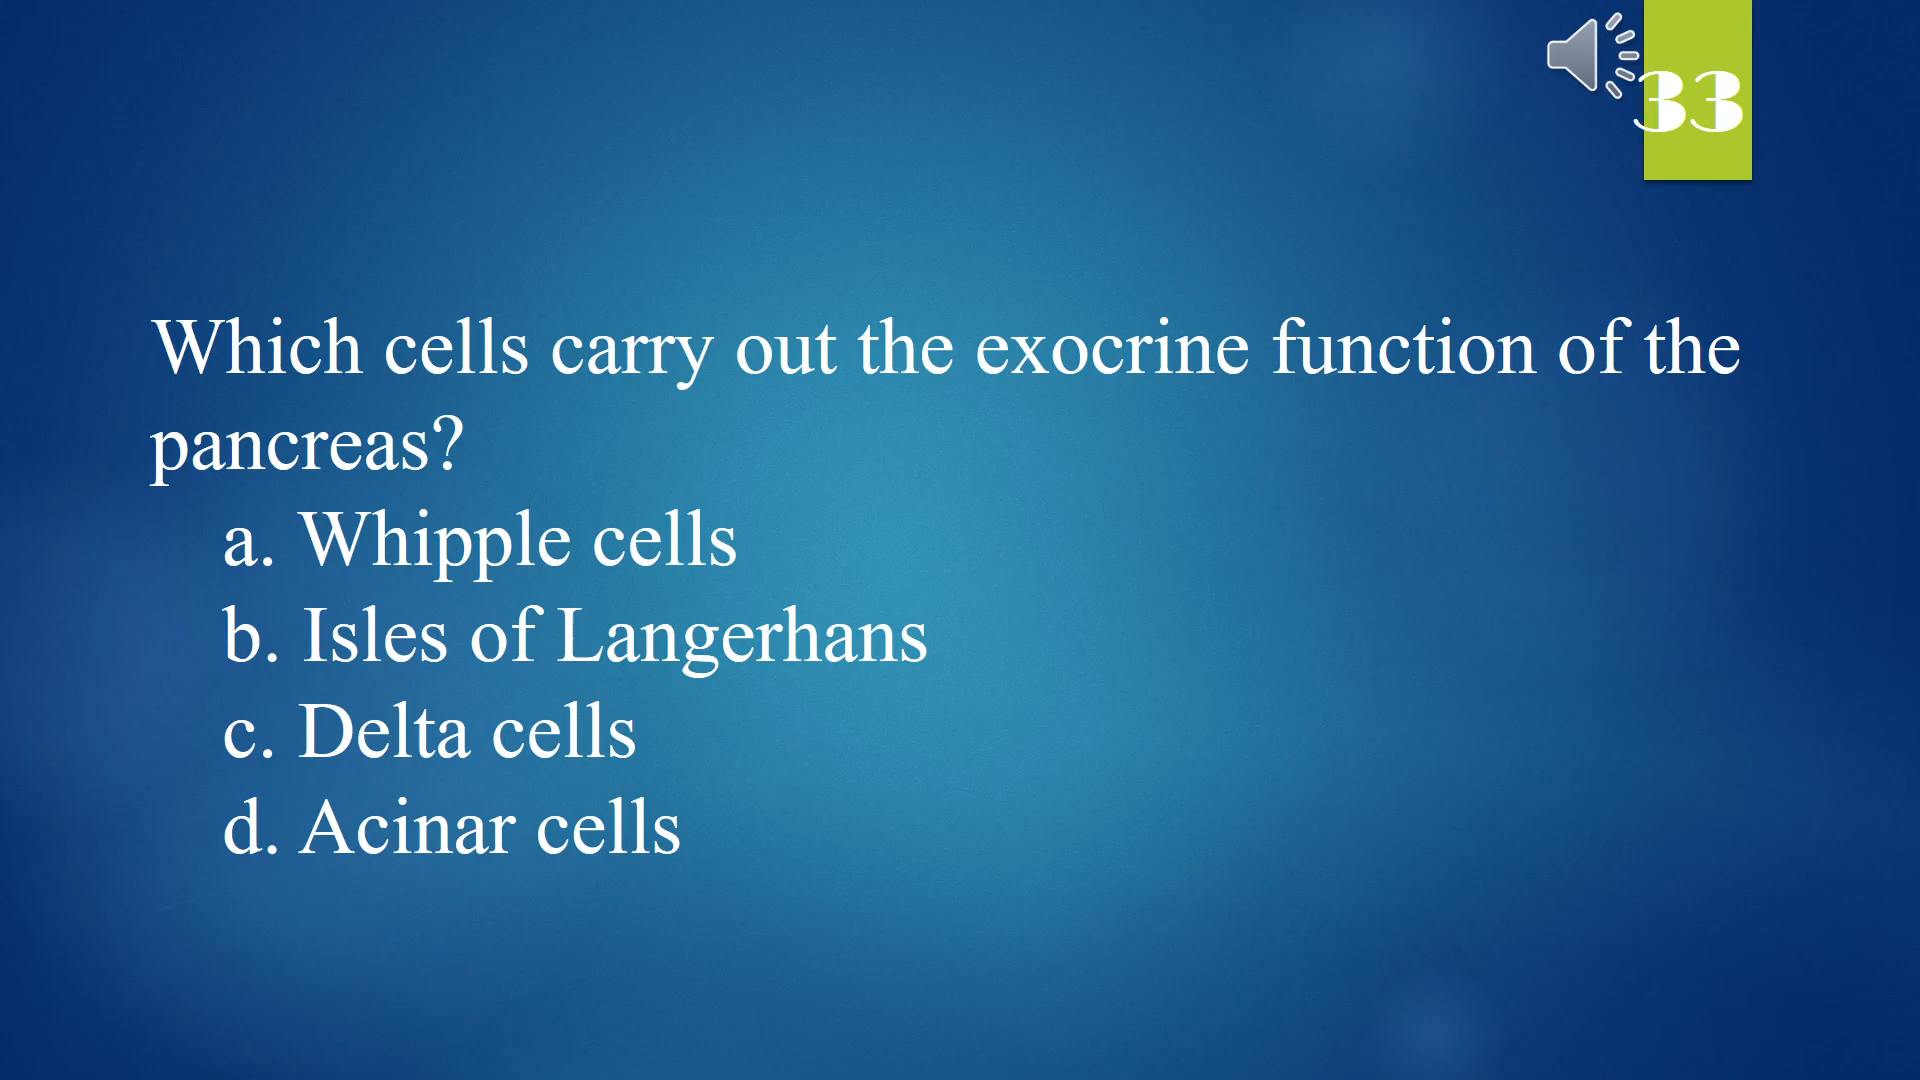 33
Which cells carry out the exocrine function of the
pancreas?
a. Whipple cells
b. Isles of Langerhans
c. Delta cells
d. Acinar cells